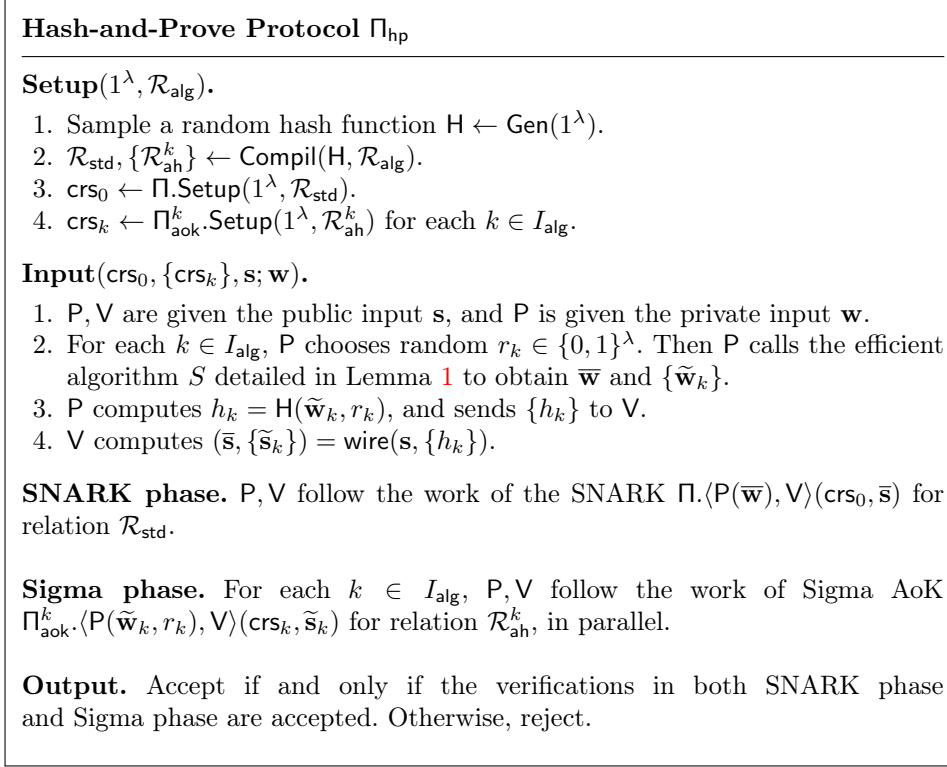 Hash-and-Prove Protocol Π_hp
Setup(1^λ, R_alg).
1. Sample a random hash function H ← Gen(1^λ).
2. R_std, {R^k_ah} ← Compil(H, R_alg).
3. crs_0 ← Π.Setup(1^λ, R_std).
4. crs_k ← Π^k_aok.Setup(1^λ, R^k_ah) for each k ∈ I_alg.
Input(crs_0, {crs_k}, s; w).
1. P, V are given the public input s, and P is given the private input w.
2. For each k ∈ I_alg, P chooses random r_k ∈ {0, 1}^λ. Then P calls the efficient
algorithm S detailed in Lemma 1 to obtain w̅ and {w̃_k}.
3. P computes h_k = H(w̃_k, r_k), and sends {h_k} to V.
4. V computes (s̅, {s̃_k}) = wire(s, {h_k}).
SNARK phase. P, V follow the work of the SNARK Π.⟨P(w̅), V⟩(crs_0, s̅) for
relation R_std.
Sigma phase. For each k ∈ I_alg, P, V follow the work of Sigma AoK
Π^k_aok.⟨P(w̃_k, r_k), V⟩(crs_k, s̃_k) for relation R^k_ah, in parallel.
Output. Accept if and only if the verifications in both SNARK phase
and Sigma phase are accepted. Otherwise, reject.